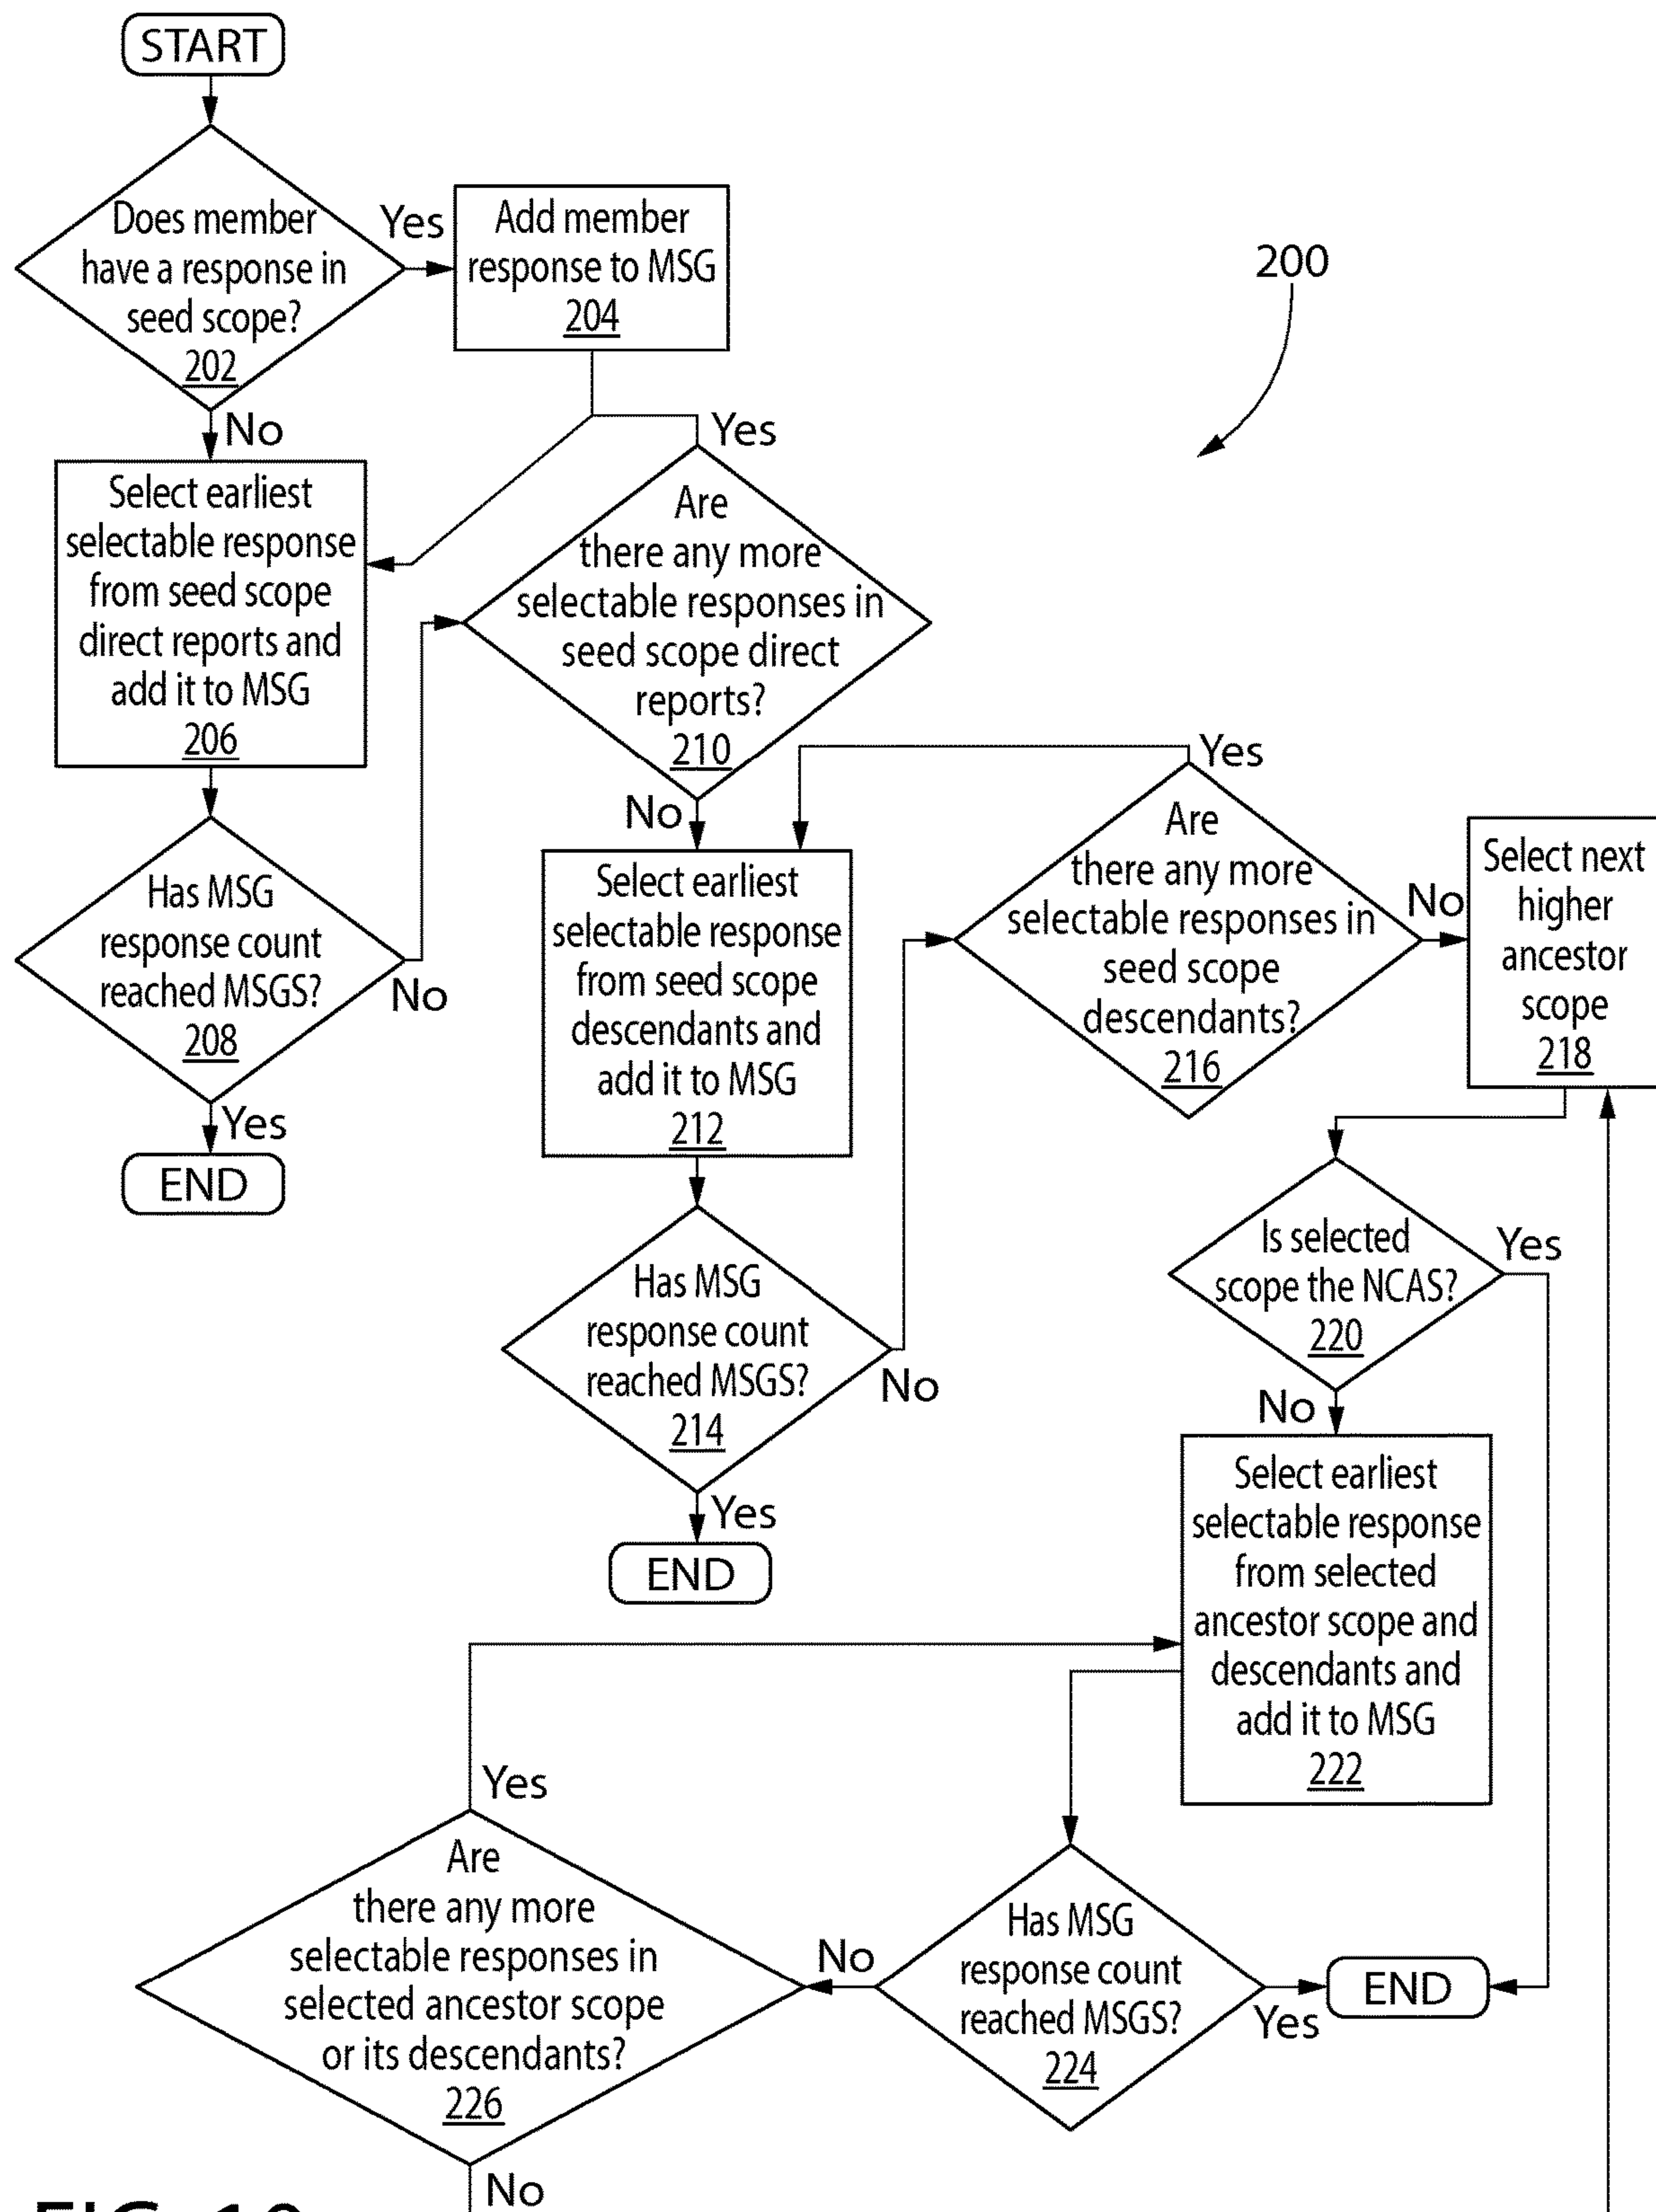 START
Does member
have a response in
seed scope?
202
Yes
Add member
response to MSG
204
200
No
Select earliest
selectable response
from seed scope
direct reports and
add it to MSG
206
Yes
Are
there any more
selectable responses in
seed scope direct
reports?
210
No
Has MSG
response count
reached MSGS?
208
No
Yes
END
Select earliest
selectable response
from seed scope
descendants and
add it to MSG
212
Yes
Are
there any more
selectable responses in
seed scope
descendants?
216
No
Select next
higher
ancestor
scope
218
Has MSG
response count
reached MSGS?
214
No
Yes
END
Is selected
scope the NCAS?
220
Yes
No
Select earliest
selectable response
from selected
ancestor scope and
descendants and
add it to MSG
222
Yes
Are
there any more
selectable responses in
selected ancestor scope
or its descendants?
226
No
Has MSG
response count
reached MSGS?
224
Yes
END
No